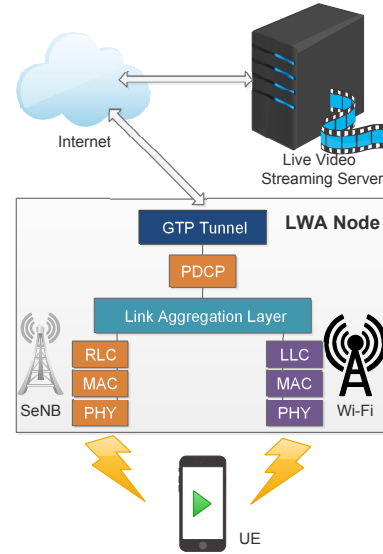 Internet
Live Video
Streaming Server
LWA Node
GTP Tunnel
PDCP
Link Aggregation Layer
RLC
MAC
PHY
LLC
MAC
PHY
SeNB
Wi-Fi
UE